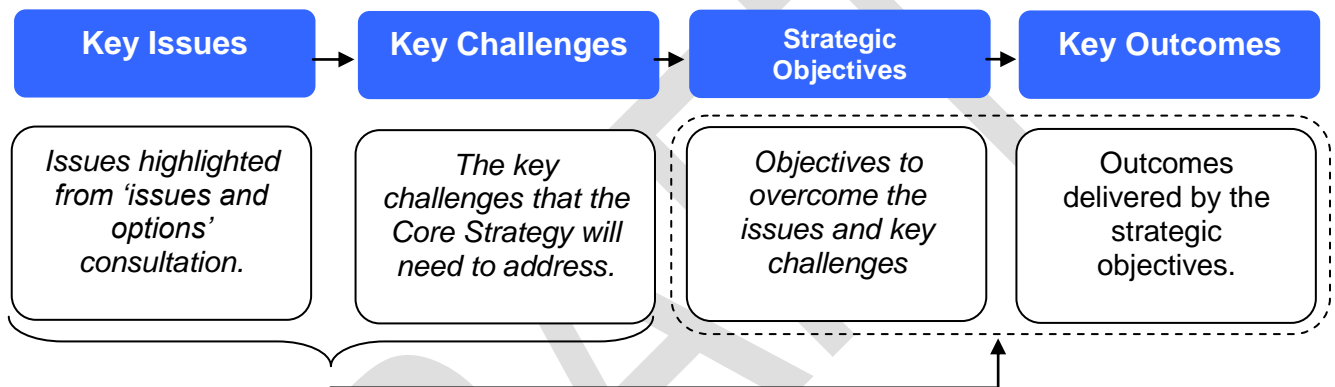 Key Issues
Key Challenges
Strategic
Objectives
Key Outcomes
Issues highlighted
from ‘issues and
options’
consultation.
The key
challenges that the
Core Strategy will
need to address.
Objectives to
overcome the
issues and key
challenges
Outcomes
delivered by the
strategic
objectives.